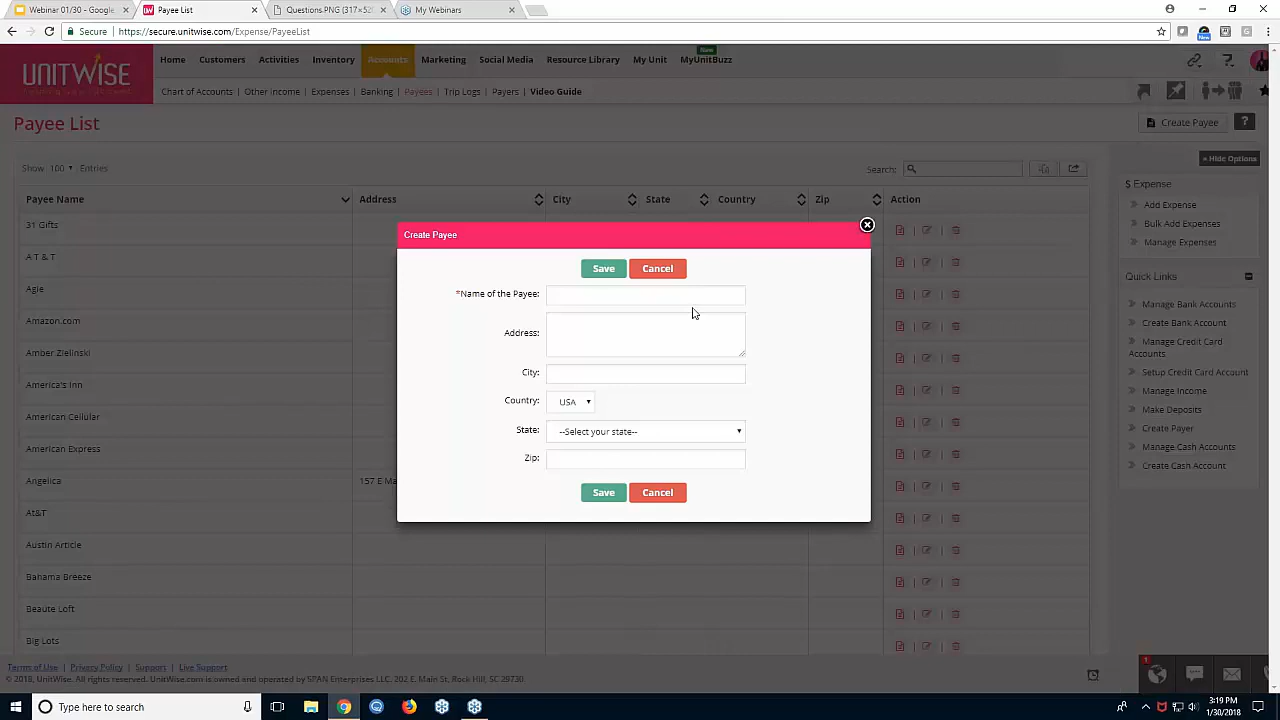 Webinar 01/30 - Google
Payee List
Questions.PNG (317×52
My Webinars
Secure
https://secure.unitwise.com/Expense/PayeeList
UNITWISE
Home
Customers
Activities
Inventory
Accounts
Marketing
Social Media
Resource Library
My Unit
New
MyUnitBuzz
Chart of Accounts
Other Income
Expenses
Banking
Payees
Trip Logs
Payers
Video Guide
Payee List
Create Payee
?
Show 100 Entries
Search:
« Hide Options
Payee Name
Address
City
State
Country
Zip
Action
31 Gifts
A T & T
Agie
Amazon.com
Amber Zielinski
America's Inn
American Cellular
American Express
Angelica
157 E Ma
At&T
Austin Article
Bahama Breeze
Beaute Loft
Big Lots
Create Payee
Save
Cancel
*Name of the Payee:
Address:
City:
Country:
USA
State:
--Select your state--
Zip:
Save
Cancel
$ Expense
Add Expense
Bulk Add Expenses
Manage Expenses
Quick Links
Manage Bank Accounts
Create Bank Account
Manage Credit Card
Accounts
Setup Credit Card Account
Manage Income
Make Deposits
Create Payer
Manage Cash Accounts
Create Cash Account
Terms of Use | Privacy Policy | Support | Live Support
© 2018, UnitWise. All rights reserved. UnitWise.com is owned and operated by SPAN Enterprises LLC. 202 E. Main St, Rock Hill, SC 29730
1
Type here to search
3:19 PM
1/30/2018